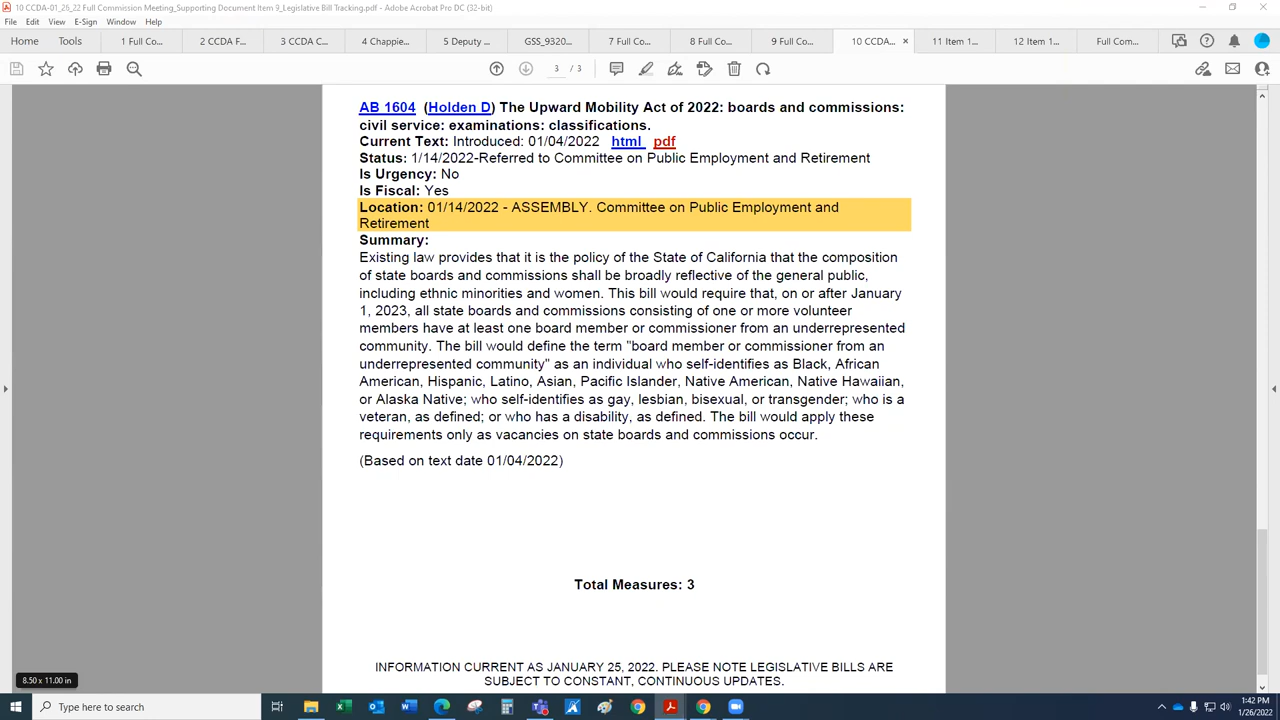 10 CCDA-01_26_22 Full Commission Meeting_Supporting Document Item 9_Legislative Bill Tracking.pdf - Adobe Acrobat Pro DC (32-bit)
File Edit View E-Sign Window Help
Home Tools 1 Full Co... 2 CCDA F... 3 CCDA C... 4 Chappie... 5 Deputy ... GSS_9320... 7 Full Co... 8 Full Co... 9 Full Co... 10 CCDA... × 11 Item 1... 12 Item 1... Full Com...
3 / 3
AB 1604 (Holden D) The Upward Mobility Act of 2022: boards and commissions:
civil service: examinations: classifications.
Current Text: Introduced: 01/04/2022 html pdf
Status: 1/14/2022-Referred to Committee on Public Employment and Retirement
Is Urgency: No
Is Fiscal: Yes
Location: 01/14/2022 - ASSEMBLY. Committee on Public Employment and
Retirement
Summary:
Existing law provides that it is the policy of the State of California that the composition
of state boards and commissions shall be broadly reflective of the general public,
including ethnic minorities and women. This bill would require that, on or after January
1, 2023, all state boards and commissions consisting of one or more volunteer
members have at least one board member or commissioner from an underrepresented
community. The bill would define the term "board member or commissioner from an
underrepresented community" as an individual who self-identifies as Black, African
American, Hispanic, Latino, Asian, Pacific Islander, Native American, Native Hawaiian,
or Alaska Native; who self-identifies as gay, lesbian, bisexual, or transgender; who is a
veteran, as defined; or who has a disability, as defined. The bill would apply these
requirements only as vacancies on state boards and commissions occur.
(Based on text date 01/04/2022)
Total Measures: 3
INFORMATION CURRENT AS JANUARY 25, 2022. PLEASE NOTE LEGISLATIVE BILLS ARE
SUBJECT TO CONSTANT, CONTINUOUS UPDATES.
8.50 x 11.00 in
Type here to search
1:42 PM
1/26/2022